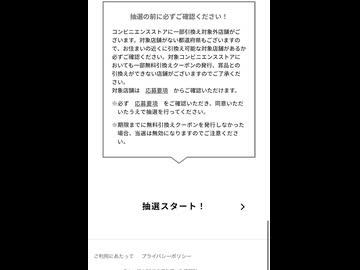 抽選の前に必ずご確認ください！
コンビニエンスストアに一部引換え対象外店舗がご
ざいます。対象店舗がない都道府県もございますの
で、お住まいの近くに引換え可能な対象店舗があるか
必ずご確認ください。対象コンビニエンスストアに
おいても一部無料引換えクーポンの発行、賞品との
引換えができない店舗がございますのでご了承くだ
さい。
対象店舗は 応募要項 からご確認いただけます。
※必ず 応募要項 をご確認いただき、同意いただ
いたうえで抽選を行ってください。
※期限までに無料引換えクーポンを発行しなかった
場合、当選は無効になりますのでご注意くださ
い。
抽選スタート！
ご利用にあたって プライバシーポリシー